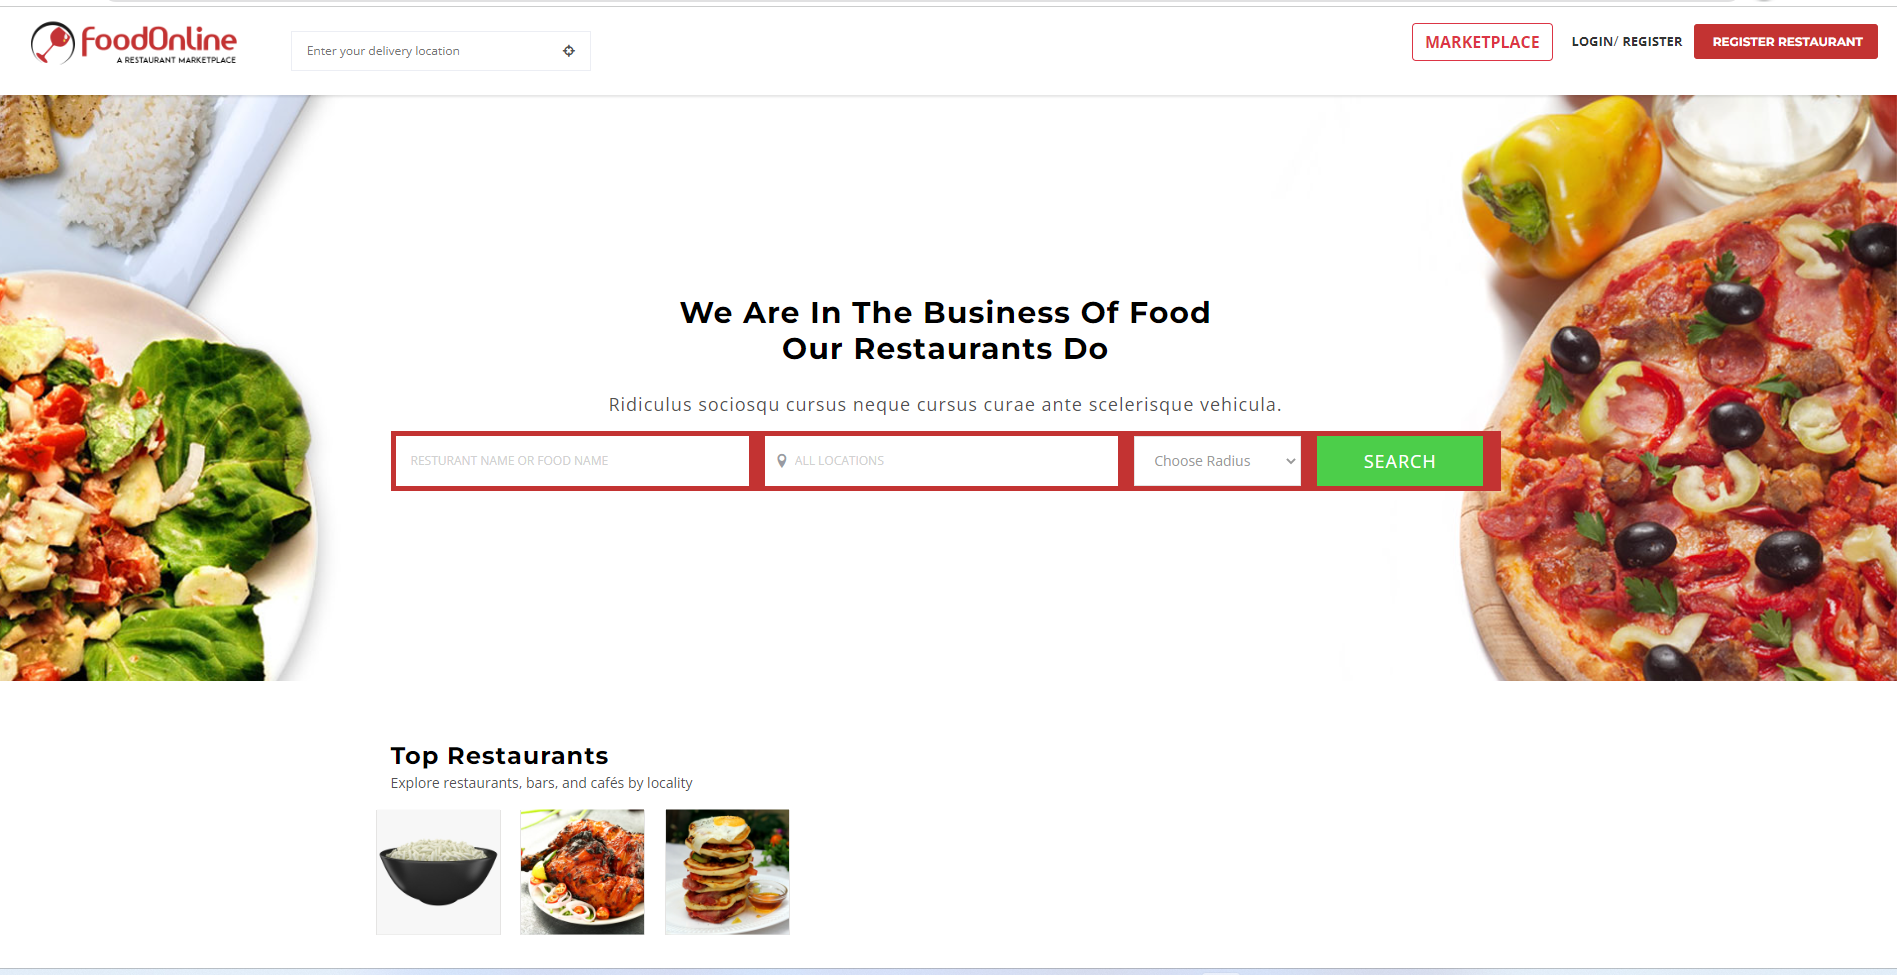 FoodOnline
A RESTAURANT MARKETPLACE
Enter your delivery location
MARKETPLACE
LOGIN/ REGISTER
REGISTER RESTAURANT
We Are In The Business Of Food
Our Restaurants Do
Ridiculus sociosqu cursus neque cursus curae ante scelerisque vehicula.
RESTURANT NAME OR FOOD NAME
ALL LOCATIONS
Choose Radius
SEARCH
Top Restaurants
Explore restaurants, bars, and cafés by locality